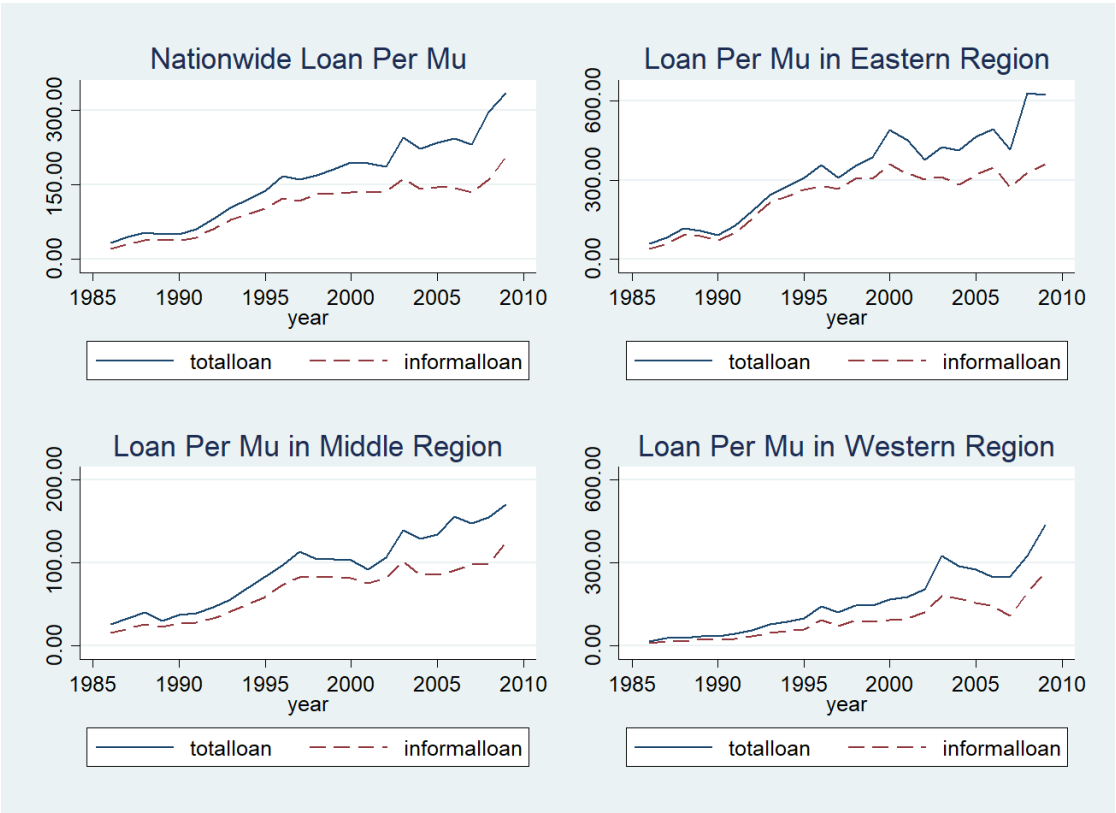 Nationwide Loan Per Mu
300.00
150.00
0.00
1985 1990 1995 2000 2005 2010
year
totalloan informalloan
Loan Per Mu in Eastern Region
600.00
300.00
0.00
1985 1990 1995 2000 2005 2010
year
totalloan informalloan
Loan Per Mu in Middle Region
200.00
100.00
0.00
1985 1990 1995 2000 2005 2010
year
totalloan informalloan
Loan Per Mu in Western Region
600.00
300.00
0.00
1985 1990 1995 2000 2005 2010
year
totalloan informalloan